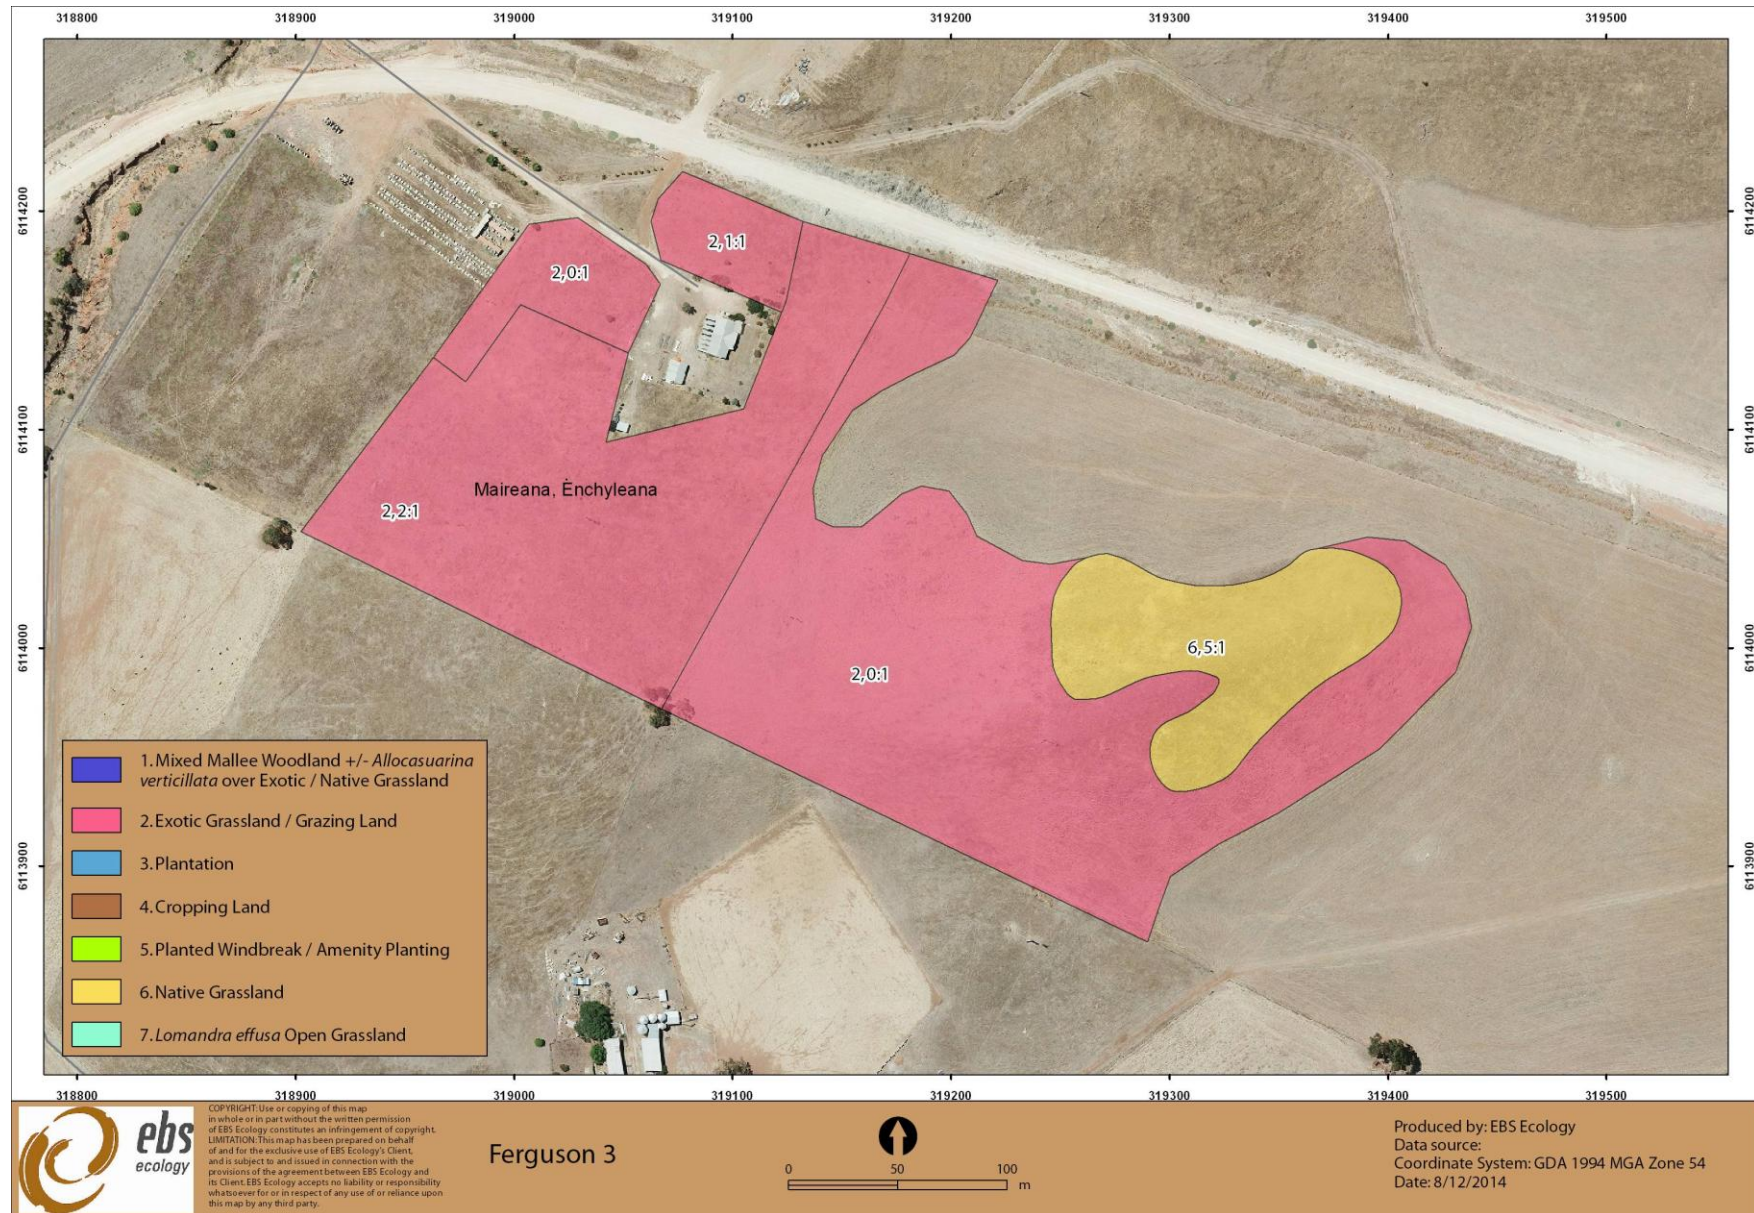 318800 318900 319000 319100 319200 319300 319400 319500
6114200
6114200
2,1:1
2,0:1
6114100
6114100
Maireana, Ėnchyleana
2,2:1
6114000
6114000
6,5:1
2,0:1
1. Mixed Mallee Woodland +/- Allocasuarina
verticillata over Exotic / Native Grassland
2. Exotic Grassland / Grazing Land
3. Plantation
4. Cropping Land
5. Planted Windbreak / Amenity Planting
6. Native Grassland
7. Lomandra effusa Open Grassland
6113900
6113900
318800 318900 319000 319100 319200 319300 319400 319500
ebs
ecology
COPYRIGHT: Use or copying of this map
in whole or in part without the written permission
of EBS Ecology constitutes an infringement of copyright.
LIMITATION: This map has been prepared on behalf
of and for the exclusive use of EBS Ecology's Client,
and is subject to and issued in connection with the
provisions of the agreement between EBS Ecology and
its Client. EBS Ecology accepts no liability or responsibility
whatsoever for or in respect of any use of or reliance upon
this map by any third party.
Ferguson 3
0 50 100
m
Produced by: EBS Ecology
Data source:
Coordinate System: GDA 1994 MGA Zone 54
Date: 8/12/2014